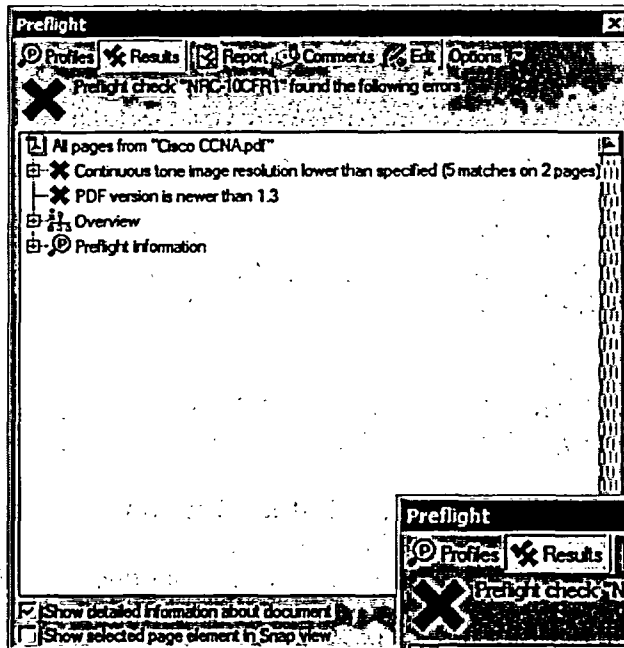 Preflight
Profiles Results Report Comments Edit Options
Preflight check "NRC-10CFR1" found the following errors
All pages from "Cisco CCNA.pdf"
Continuous tone image resolution lower than specified (5 matches on 2 pages)
PDF version is newer than 1.3
Overview
Preflight Information
Show detailed information about document
Show selected page element in Snap view
Preflight
Profiles Results
Preflight check "N